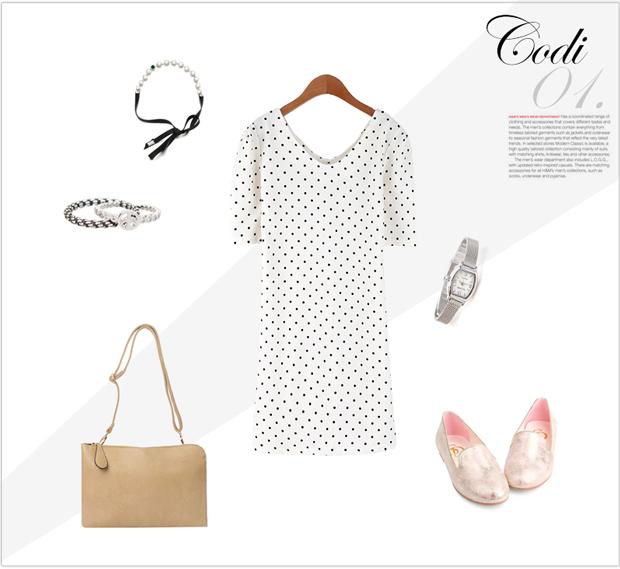 Codi
01.
H&M'S MEN'S WEAR DEPARTMENT has a coordinated range of
clothing and accessories that covers different tastes and
needs. The men's collections contain everything from
timeless tailored garments such as jackets and outerwear
to seasonal fashion garments that reflect the very latest
trends. In selected stores Modern Classic is available, a
high quality tailored collection consisting mainly of suits
with matching shirts, knitwear, ties and other accessories.
The men's wear department also includes L.O.G.G.,
with updated retro-inspired casuals. There are matching
accessories for all H&M's men's collections, such as
socks, underwear and pyjamas.